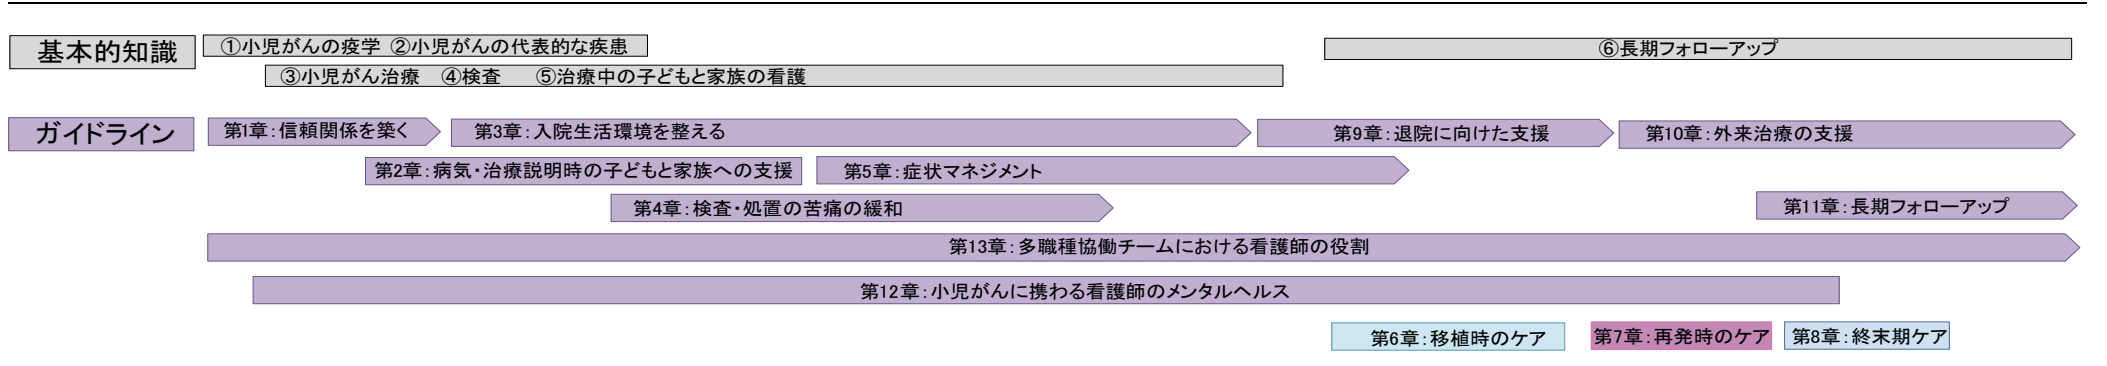 基本的知識
①小児がんの疫学 ②小児がんの代表的な疾患
⑥長期フォローアップ
③小児がん治療 ④検査 ⑤治療中の子どもと家族の看護
ガイドライン
第1章：信頼関係を築く
第3章：入院生活環境を整える
第9章：退院に向けた支援
第10章：外来治療の支援
第2章：病気・治療説明時の子どもと家族への支援
第5章：症状マネジメント
第4章：検査・処置の苦痛の緩和
第11章：長期フォローアップ
第13章：多職種協働チームにおける看護師の役割
第12章：小児がんに携わる看護師のメンタルヘルス
第6章：移植時のケア
第7章：再発時のケア
第8章：終末期ケア